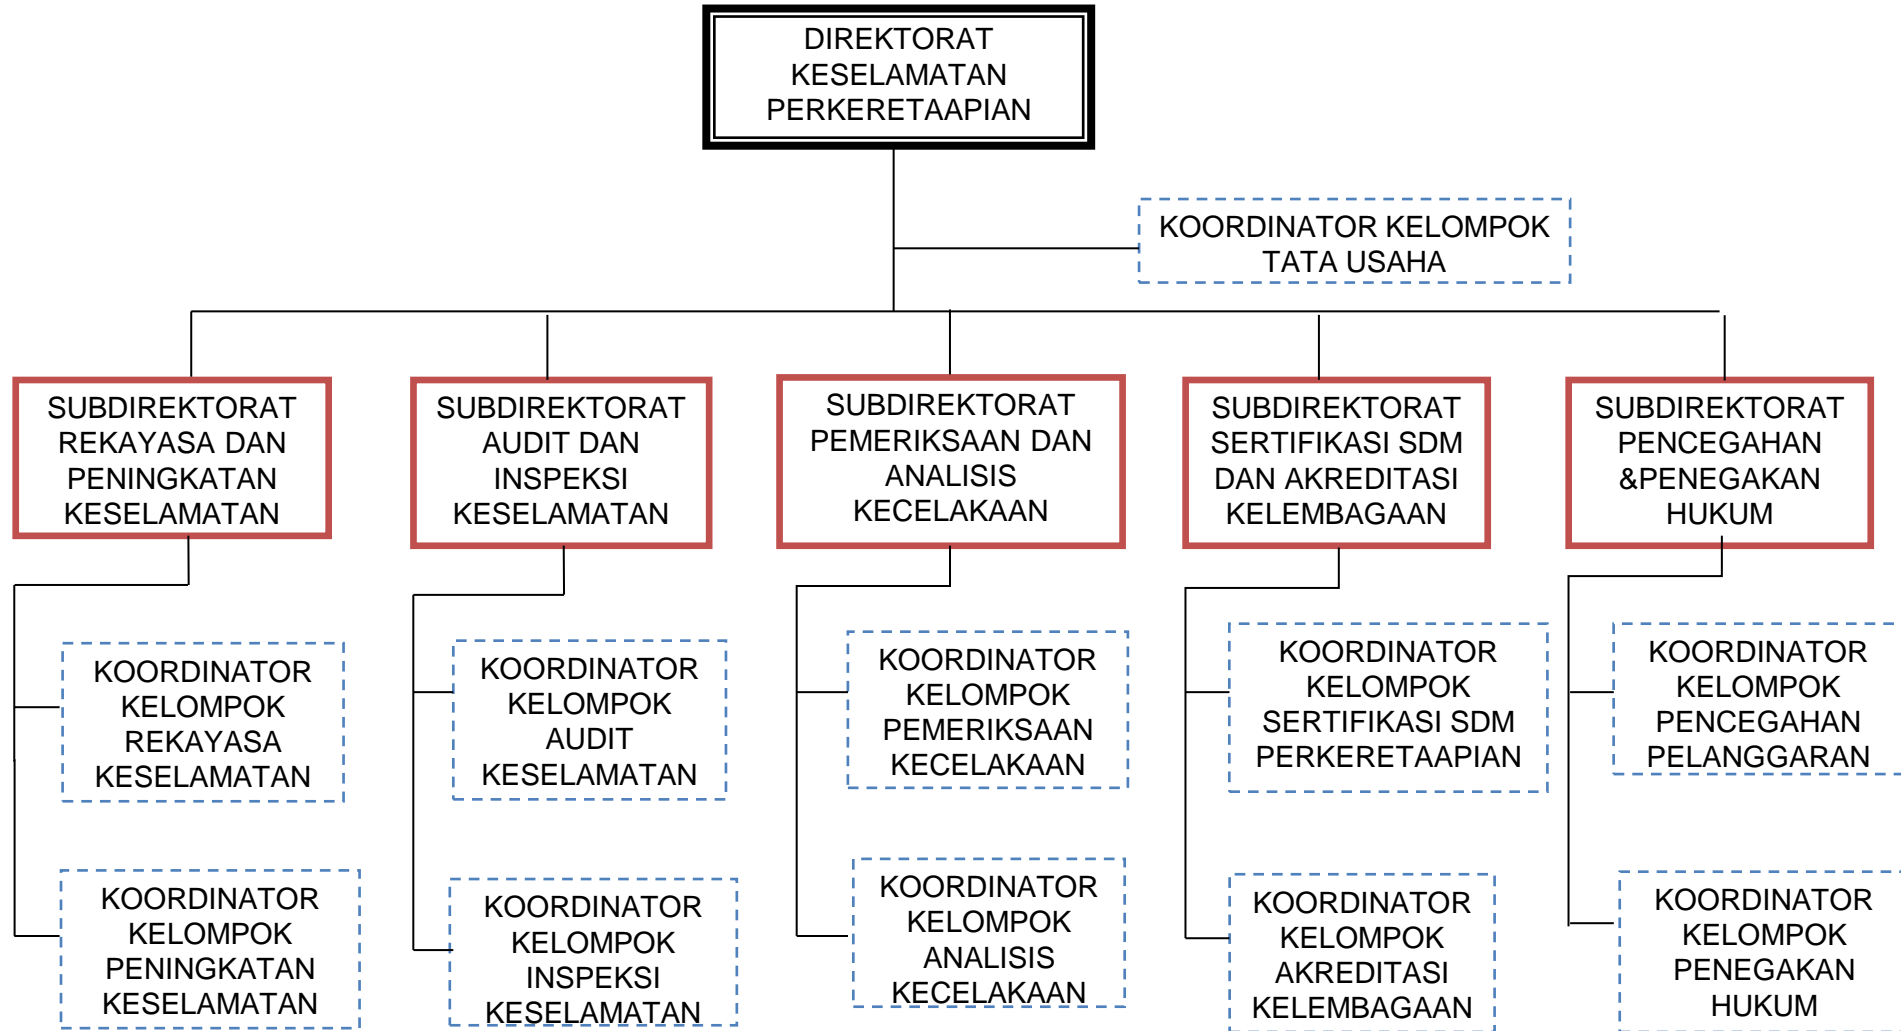 DIREKTORAT
KESELAMATAN
PERKERETAAPIAN
KOORDINATOR KELOMPOK
TATA USAHA
SUBDIREKTORAT
REKAYASA DAN
PENINGKATAN
KESELAMATAN
SUBDIREKTORAT
AUDIT DAN
INSPEKSI
KESELAMATAN
SUBDIREKTORAT
PEMERIKSAAN DAN
ANALISIS
KECELAKAAN
SUBDIREKTORAT
SERTIFIKASI SDM
DAN AKREDITASI
KELEMBAGAAN
SUBDIREKTORAT
PENCEGAHAN
&PENEGAKAN
HUKUM
KOORDINATOR
KELOMPOK
REKAYASA
KESELAMATAN
KOORDINATOR
KELOMPOK
AUDIT
KESELAMATAN
KOORDINATOR
KELOMPOK
PEMERIKSAAN
KECELAKAAN
KOORDINATOR
KELOMPOK
SERTIFIKASI SDM
PERKERETAAPIAN
KOORDINATOR
KELOMPOK
PENCEGAHAN
PELANGGARAN
KOORDINATOR
KELOMPOK
PENINGKATAN
KESELAMATAN
KOORDINATOR
KELOMPOK
INSPEKSI
KESELAMATAN
KOORDINATOR
KELOMPOK
ANALISIS
KECELAKAAN
KOORDINATOR
KELOMPOK
AKREDITASI
KELEMBAGAAN
KOORDINATOR
KELOMPOK
PENEGAKAN
HUKUM